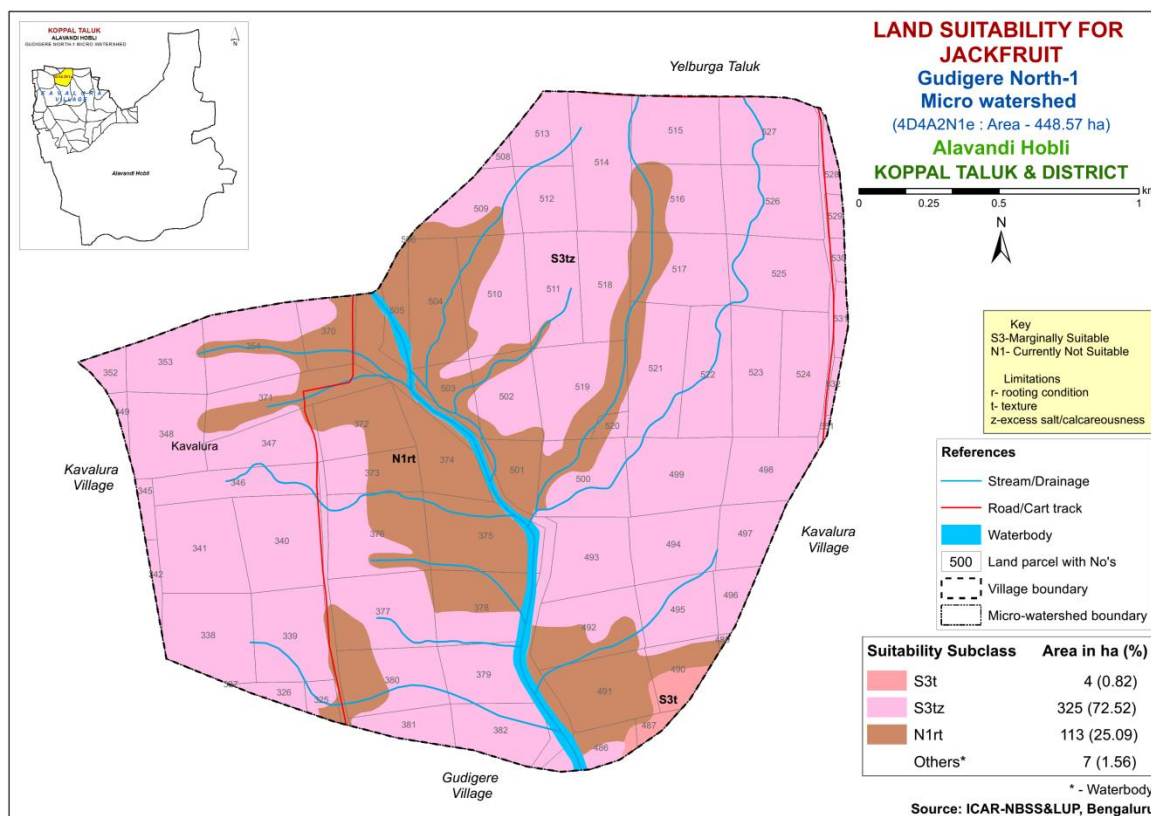 KOPPAL TALUK
ALAVANDI HOBLI
GUDIGERE NORTH-1 MICRO WATERSHED
N
KAVALURA
VILLAGE
Alavandi Hobli
LAND SUITABILITY FOR
JACKFRUIT
Gudigere North-1
Micro watershed
(4D4A2N1e : Area - 448.57 ha)
Alavandi Hobli
KOPPAL TALUK & DISTRICT
km
0 0.25 0.5 1
N
Yelburga Taluk
513 515 527
508 514
528
512 516 526
509 529
S3tz
530
517 525
510 511 518
504
505 531
370
354 353
352 503 519 521 522 523 524 532
502
371 349
372 520
348 Kavalura 347
N1rt 374 501 500 499 498
373
Kavalura
Village
345 346
376 375 497
341 340 493 494
Kavalura
Village
342
378 496
377 495
492
338 339
490
380 379 491
326 325 S3t
487
381 382
486
Gudigere
Village
Key
S3-Marginally Suitable
N1- Currently Not Suitable
Limitations
r- rooting condition
t- texture
z-excess salt/calcareousness
References
Stream/Drainage
Road/Cart track
Waterbody
500 Land parcel with No's
Village boundary
Micro-watershed boundary
Suitability Subclass Area in ha (%)
S3t 4 (0.82)
S3tz 325 (72.52)
N1rt 113 (25.09)
Others* 7 (1.56)
* - Waterbody
Source: ICAR-NBSS&LUP, Bengaluru